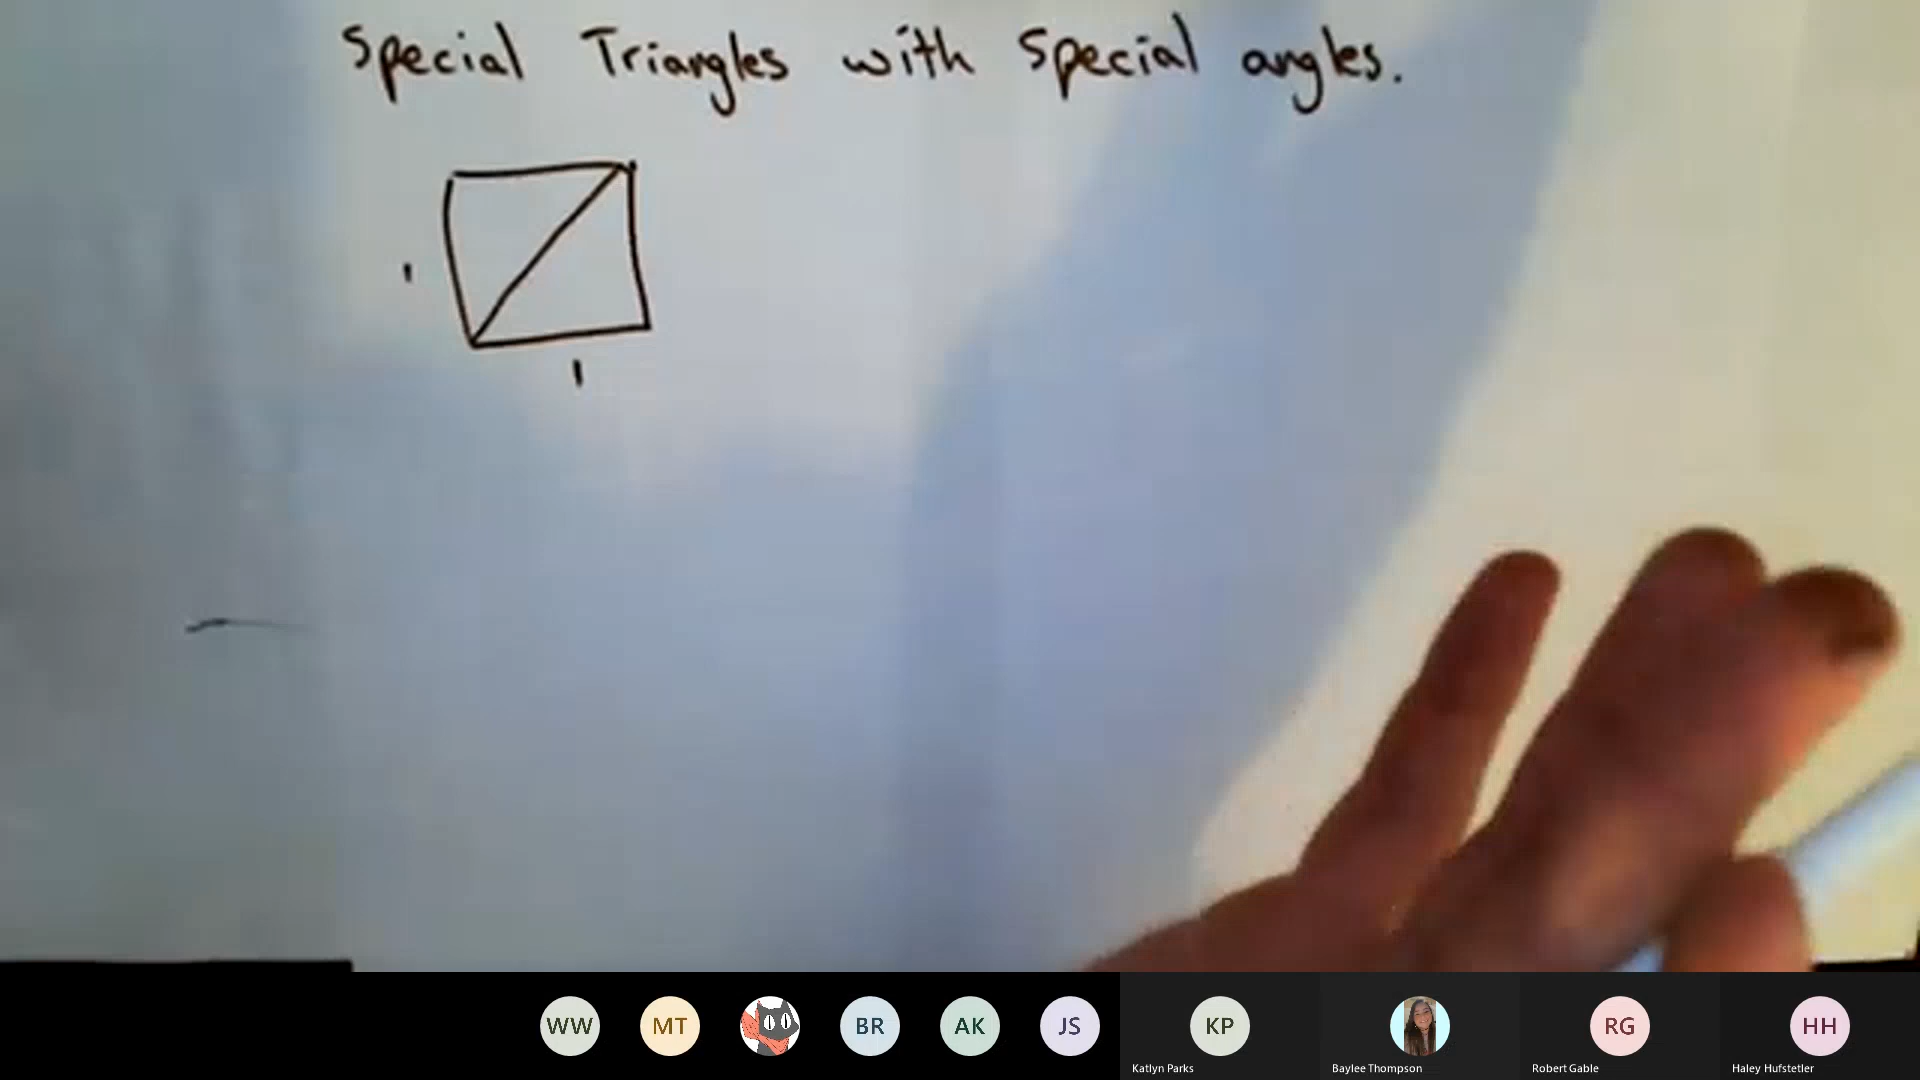 Special Triangles with Special angles.
1
1
WW MT BR AK JS KP RG HH
Katlyn Parks Baylee Thompson Robert Gable Haley Hufstetler